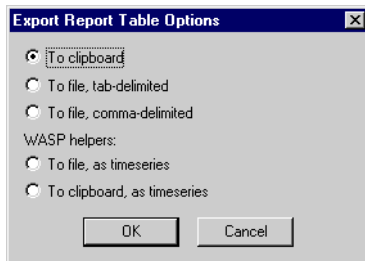 Export Report Table Options
To clipboard
To file, tab-delimited
To file, comma-delimited
WASP helpers:
To file, as timeseries
To clipboard, as timeseries
OK Cancel